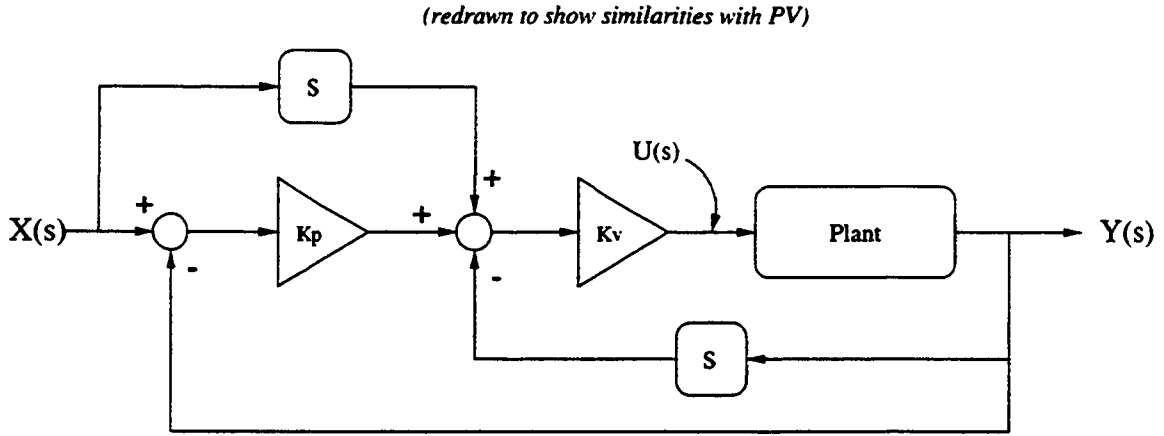 (redrawn to show similarities with PV)
S
U(s)
+
+
X(s)
Kp
+
Kv
Plant
Y(s)
-
-
S